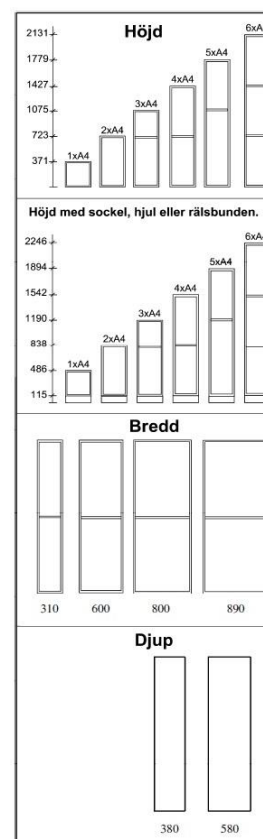 Höjd
2131
1779
1427
1075
723
371
1xA4
2xA4
3xA4
4xA4
5xA4
6xA
Höjd med sockel, hjul eller rälsbunden.
2246
1894
1542
1190
838
486
115
1xA4
2xA4
3xA4
4xA4
5xA4
6xA
Bredd
310 600 800 890
Djup
380 580